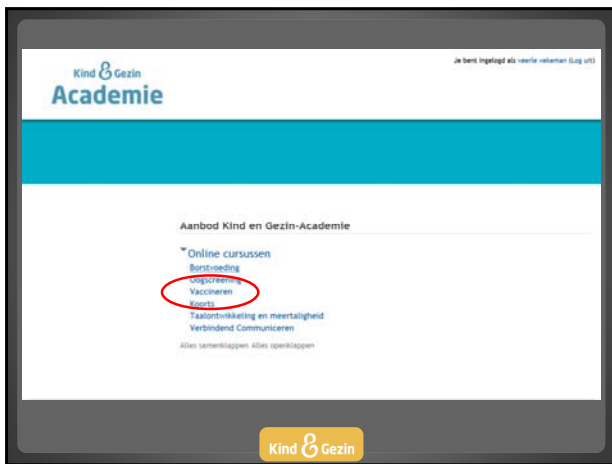 Kind & Gezin
Academie
Je bent ingelogd als veerle vekeman (Log uit)
Aanbod Kind en Gezin-Academie
Online cursussen
Borstvoeding
Oogscreening
Vaccineren
Koorts
Taalontwikkeling en meertaligheid
Verbindend Communiceren
Alles samenklappen Alles openklappen
Kind & Gezin